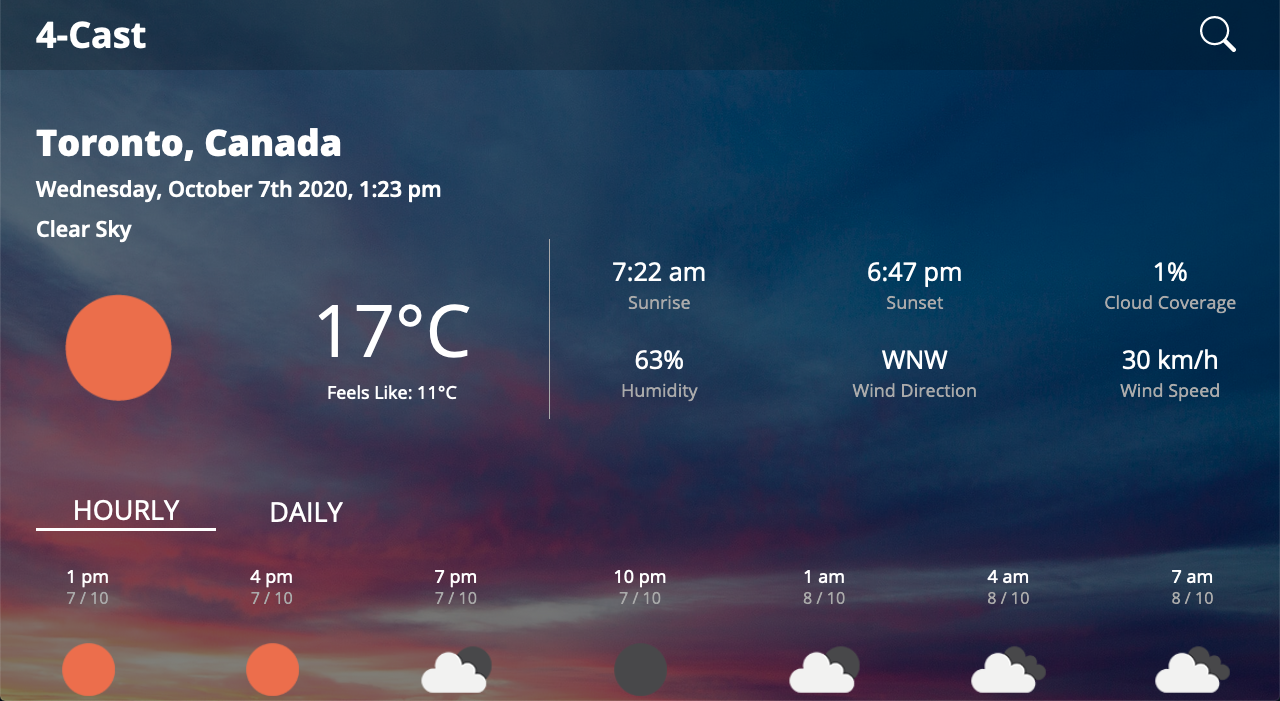 4-Cast
Toronto, Canada
Wednesday, October 7th 2020, 1:23 pm
Clear Sky
17°C
Feels Like: 11°C
7:22 am 6:47 pm 1%
Sunrise Sunset Cloud Coverage
63% WNW 30 km/h
Humidity Wind Direction Wind Speed
HOURLY DAILY
1 pm 4 pm 7 pm 10 pm 1 am 4 am 7 am
7 / 10 7 / 10 7 / 10 7 / 10 8 / 10 8 / 10 8 / 10